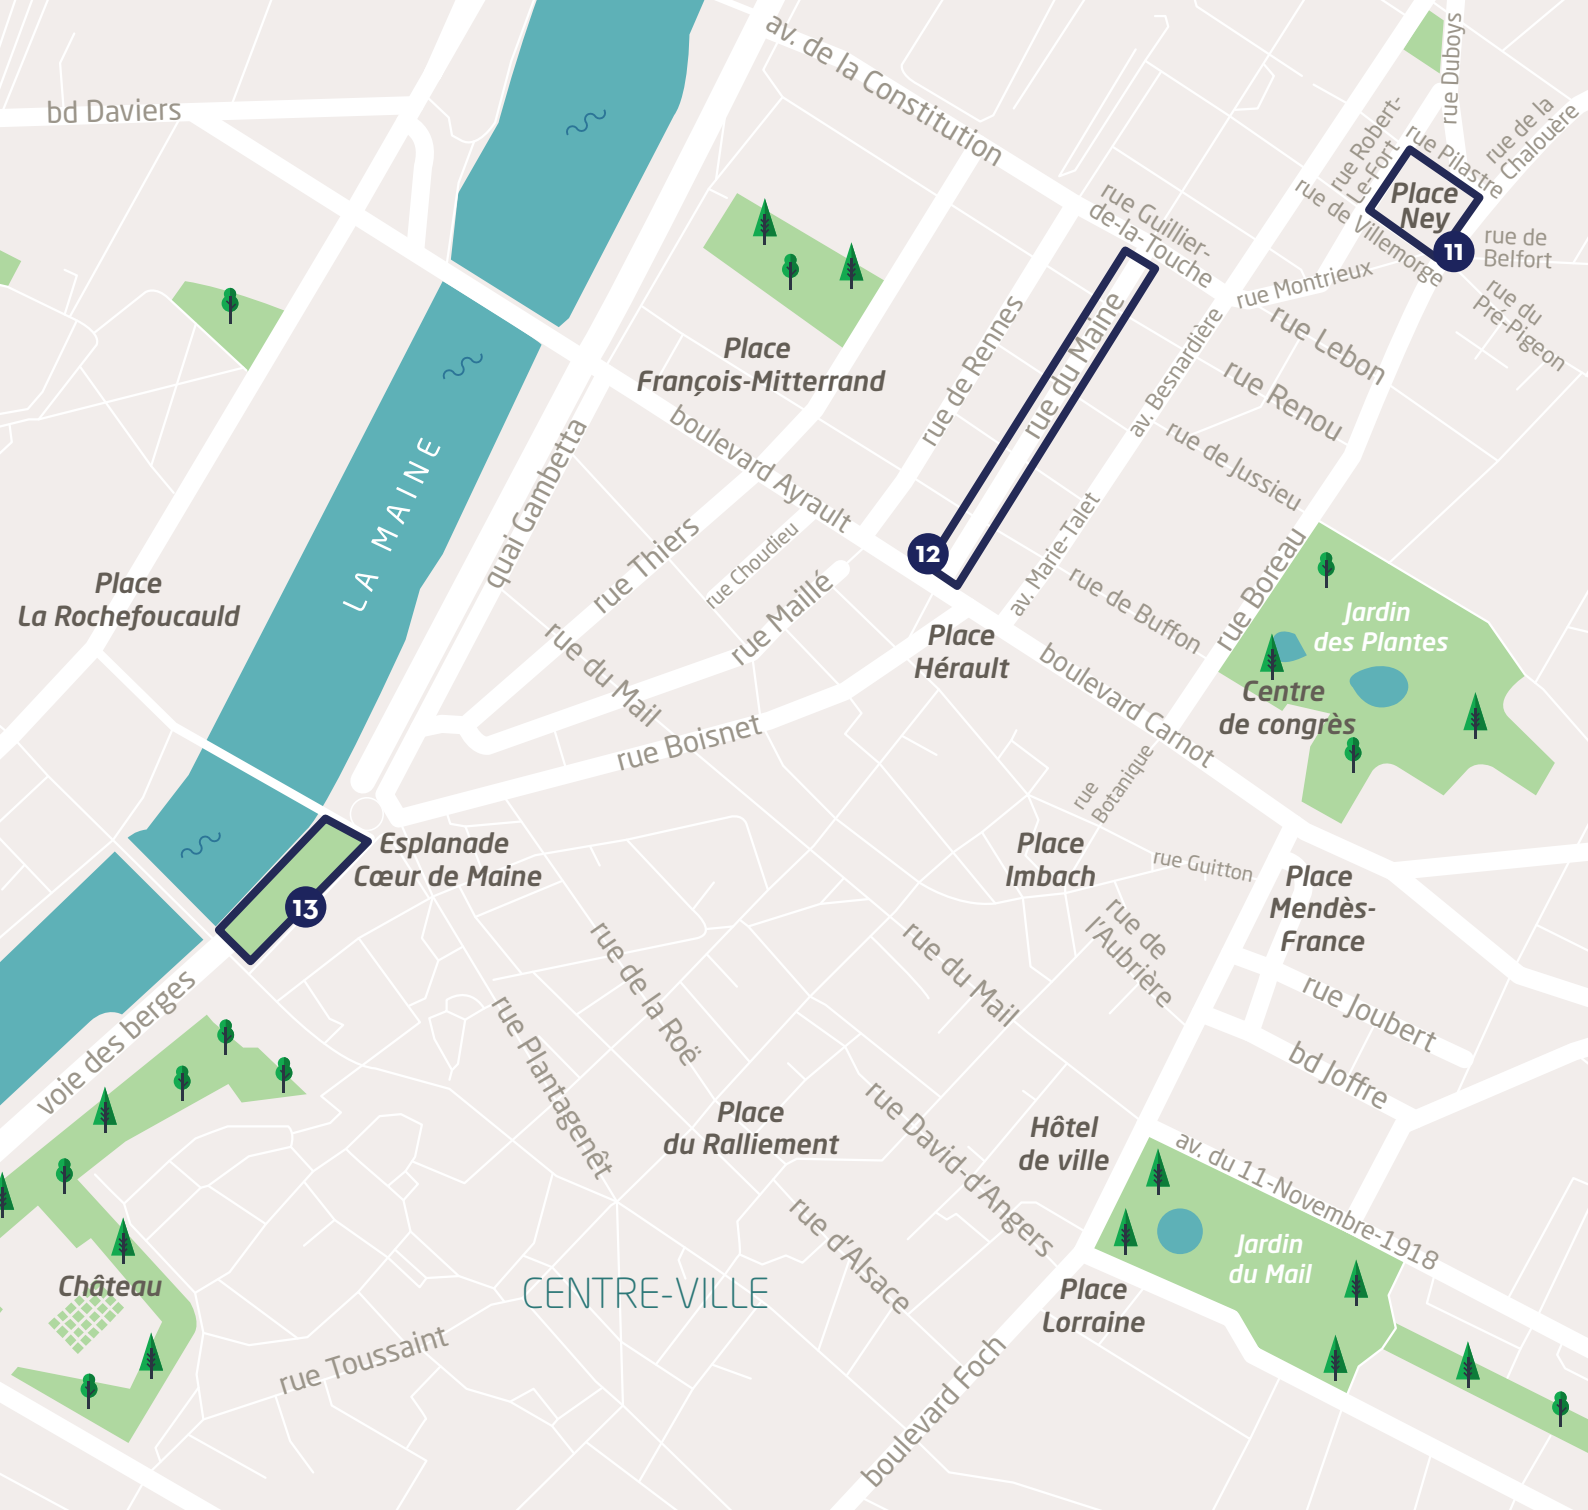 av. de la Constitution
rue Duboys
bd Daviers
rue de la
Chalouère
rue Robert-
Le-Fort
rue Pilastre
Place
Ney
rue de Villemorge
11
rue de
Belfort
rue Guillier-
de-la-Touche
rue Montrieux
rue du
Pré-Pigeon
rue Lebon
rue Renou
rue de Jussieu
rue du Maine
av. Besnardière
rue de Rennes
Place
François-Mitterrand
boulevard Ayrault
quai Gambetta
LA MAINE
rue Thiers
rue Choudieu
rue Maillé
12
av. Marie-Talet
rue de Buffon
rue Boreau
Jardin
des Plantes
Centre
de congrès
Place
La Rochefoucauld
rue du Mail
Place
Hérault
boulevard Carnot
rue Boisnet
rue
Botanique
Esplanade
Cœur de Maine
13
Place
Imbach
rue Guitton
Place
Mendès-
France
rue de
l'Aubrière
rue du Mail
rue de la Roë
rue Plantagenêt
voie des berges
rue Joubert
bd Joffre
Place
du Ralliement
rue David-d'Angers
Hôtel
de ville
av. du 11-Novembre-1918
Jardin
du Mail
rue d'Alsace
Château
CENTRE-VILLE
Place
Lorraine
rue Toussaint
boulevard Foch